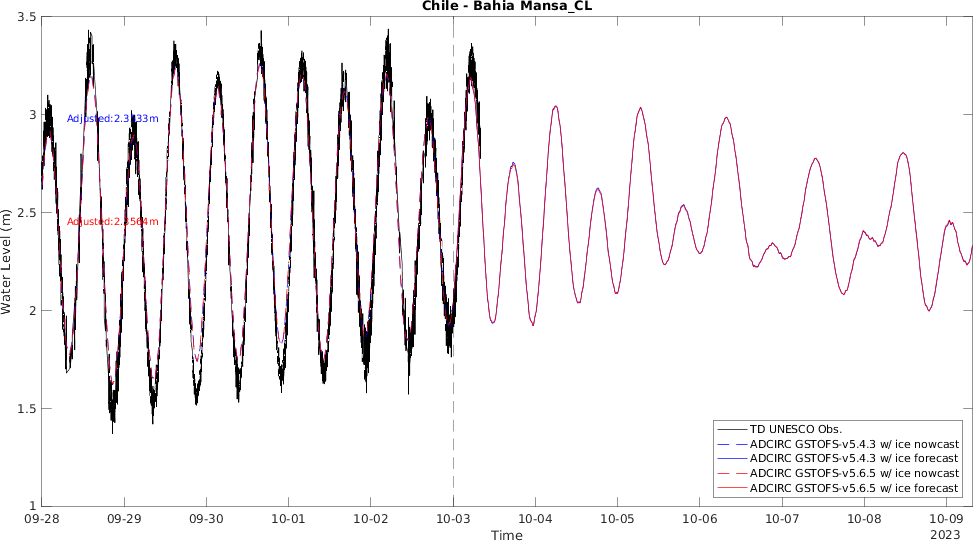 Chile - Bahia Mansa_CL
3.5
3
2.5
2
1.5
1
Water Level (m)
Adjusted:2.3433m
Adjusted:2.3564m
TD UNESCO Obs.
ADCIRC GSTOFS-v5.4.3 w/ ice nowcast
ADCIRC GSTOFS-v5.4.3 w/ ice forecast
ADCIRC GSTOFS-v5.6.5 w/ ice nowcast
ADCIRC GSTOFS-v5.6.5 w/ ice forecast
09-28 09-29 09-30 10-01 10-02 10-03 10-04 10-05 10-06 10-07 10-08 10-09
Time
2023